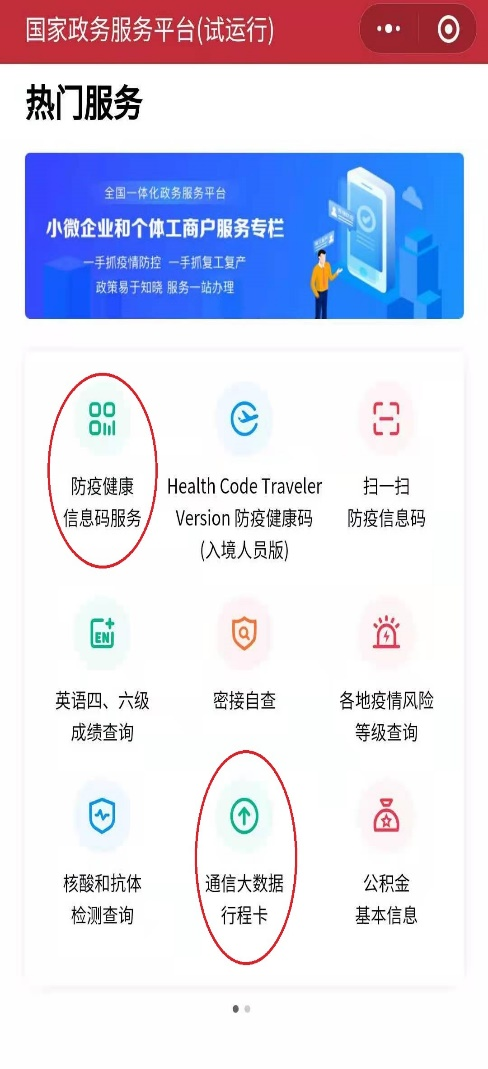 国家政务服务平台(试运行)
热门服务
全国一体化政务服务平台
小微企业和个体工商户服务专栏
一手抓疫情防控 一手抓复工复产
政策易于知晓 服务一站办理
防疫健康
信息码服务
Health Code Traveler
Version 防疫健康码
(入境人员版)
扫一扫
防疫信息码
EN
英语四、六级
成绩查询
密接自查
各地疫情风险
等级查询
核酸和抗体
检测查询
通信大数据
行程卡
公积金
基本信息